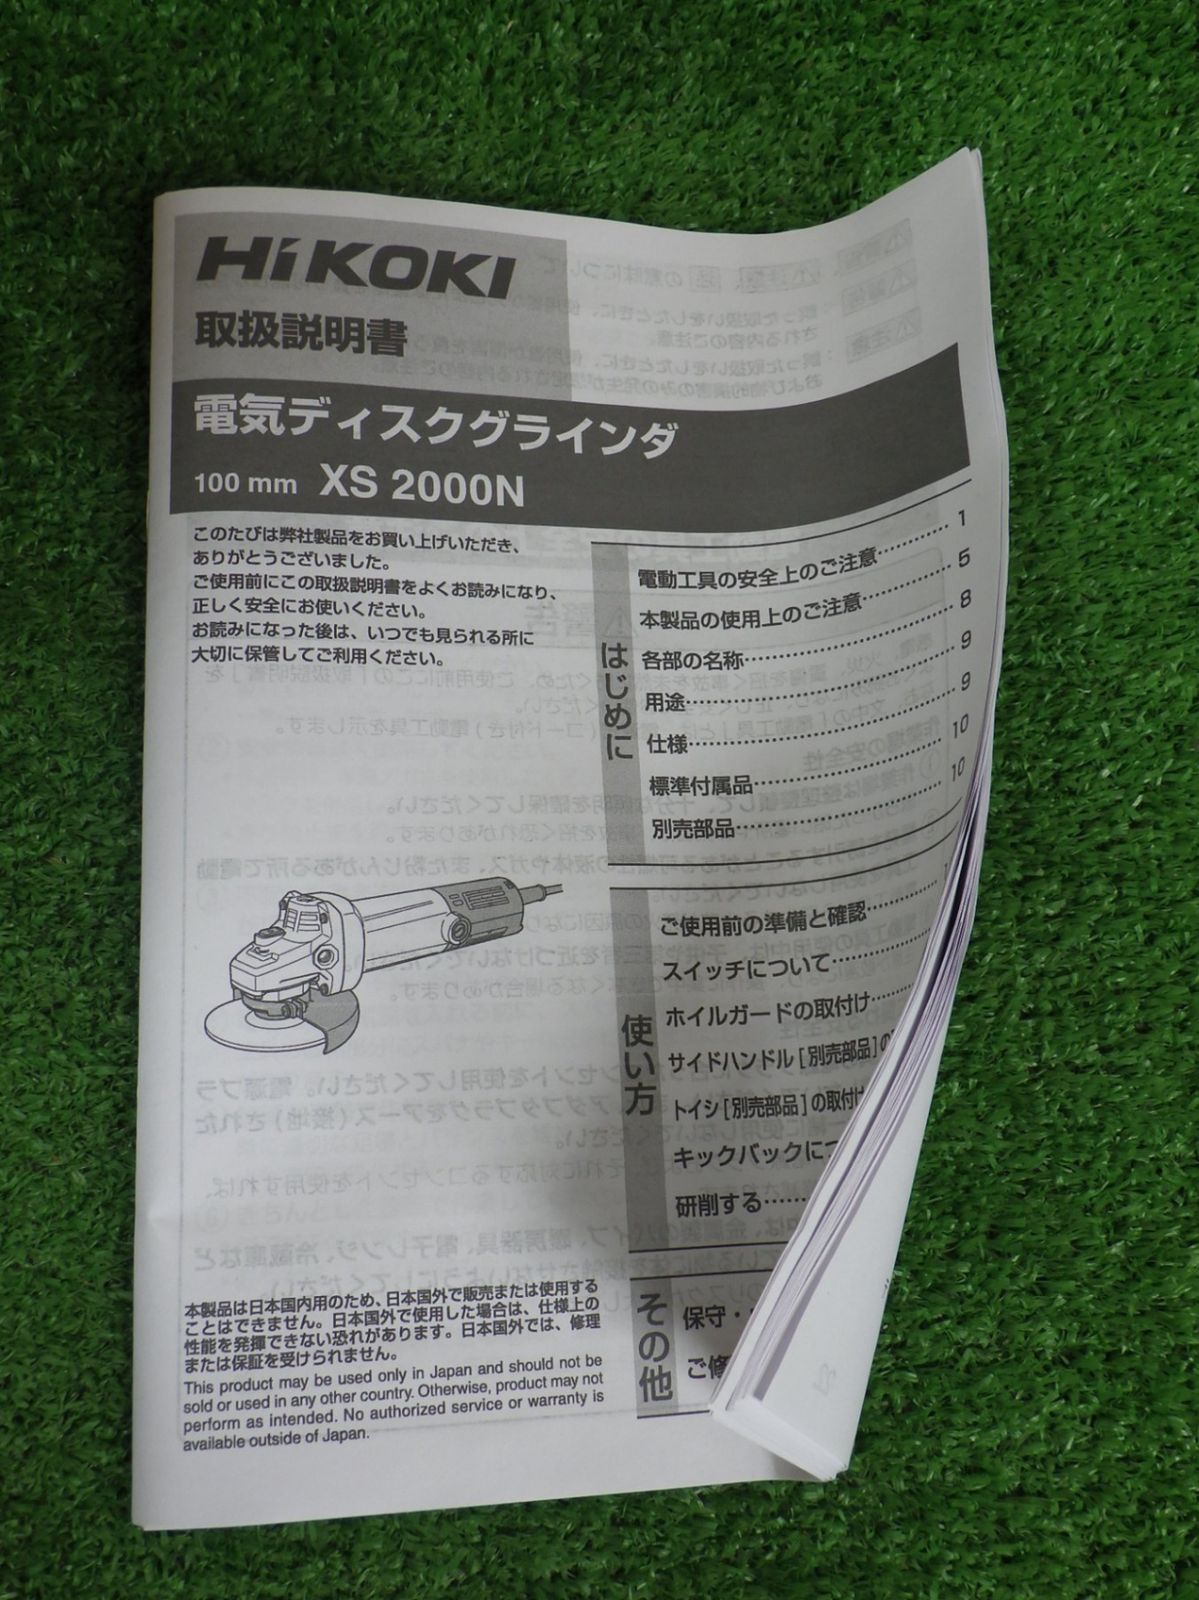 HiKOKI
取扱説明書
電気ディスクグラインダ
100 mm XS 2000N
このたびは弊社製品をお買い上げいただき、
ありがとうございました。
ご使用前にこの取扱説明書をよくお読みになり、
正しく安全にお使いください。
お読みになった後は、いつでも見られる所に
大切に保管してご利用ください。
はじめに
電動工具の安全上のご注意……………1
本製品の使用上のご注意……………5
各部の名称……………8
用途……………9
仕様……………9
標準付属品……………10
別売部品……………10
使い方
ご使用前の準備と確認……………
スイッチについて……………
ホイルガードの取付け……
サイドハンドル[別売部品]の
トイシ[別売部品]の取付け
キックバックにつ
研削する……
その他
保守・
ご修
本製品は日本国内用のため、日本国外で販売または使用する
ことはできません。日本国外で使用した場合は、仕様上の
性能を発揮できない恐れがあります。日本国外では、修理
または保証を受けられません。
This product may be used only in Japan and should not be
sold or used in any other country. Otherwise, product may not
perform as intended. No authorized service or warranty is
available outside of Japan.